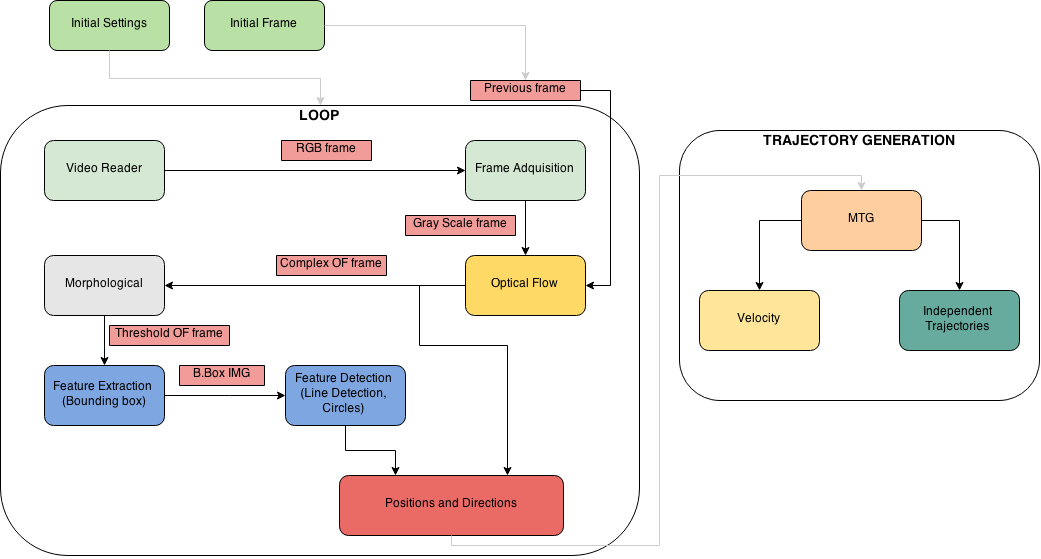 Initial Settings
Initial Frame
Previous frame
LOOP
RGB frame
Video Reader
Frame Adquisition
Gray Scale frame
Complex OF frame
Morphological
Optical Flow
Threshold OF frame
B.Box IMG
Feature Extraction
(Bounding box)
Feature Detection
(Line Detection,
Circles)
Positions and Directions
TRAJECTORY GENERATION
MTG
Velocity
Independent
Trajectories